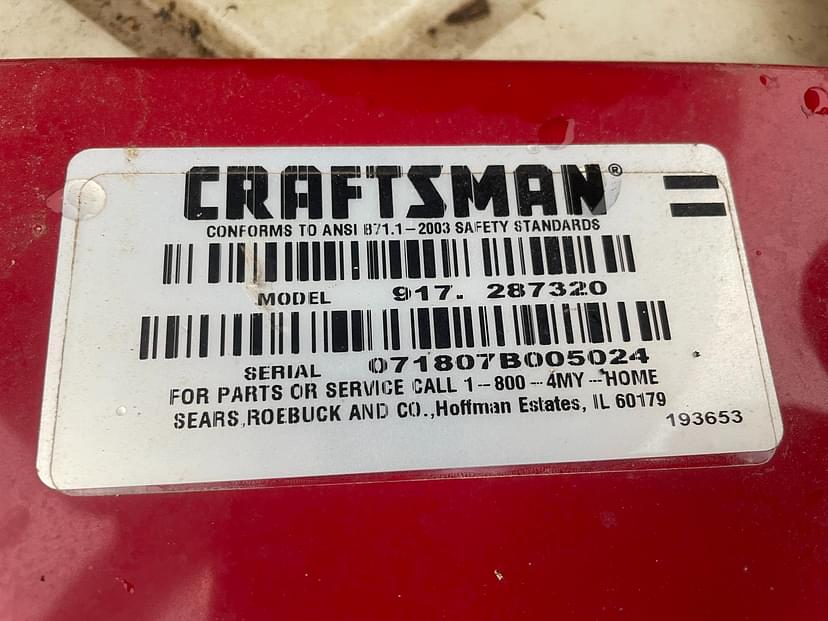 CRAFTSMAN®
CONFORMS TO ANSI B71.1-2003 SAFETY STANDARDS
MODEL 917. 287320
SERIAL 071807B005024
FOR PARTS OR SERVICE CALL 1-800-4MY-HOME
SEARS,ROEBUCK AND CO.,Hoffman Estates, IL 60179
193653